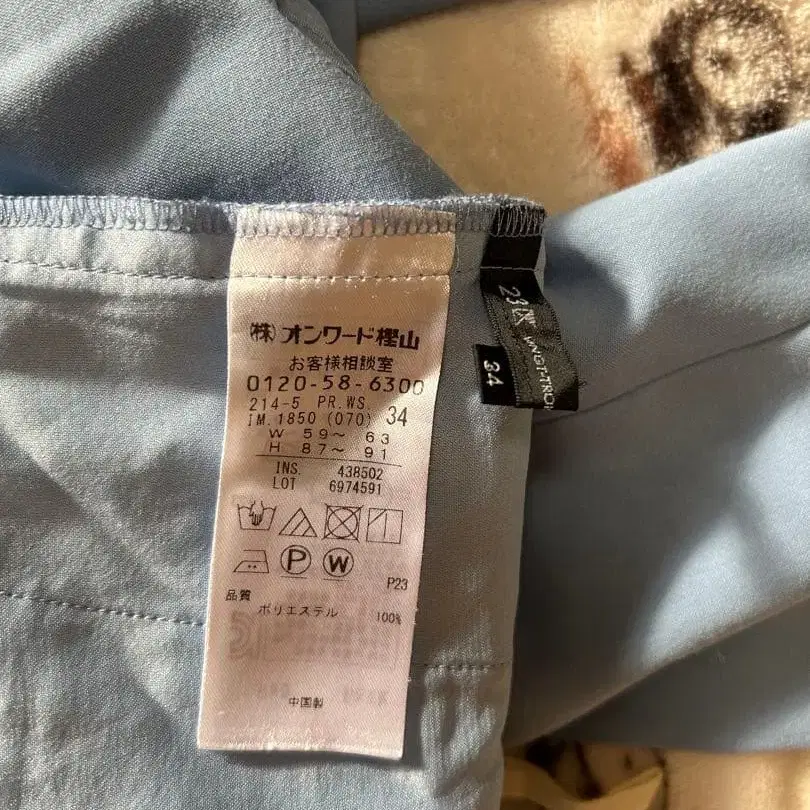 (株)オンワード樫山
お客様相談室
0120-58-6300
214-5 PR.WS.
IM.1850 (070) 34
W 59〜 63
H 87〜 91
INS. 438502
LOT 6974591
P W
P23
品質
ポリエステル 100%
中国製
23区
34